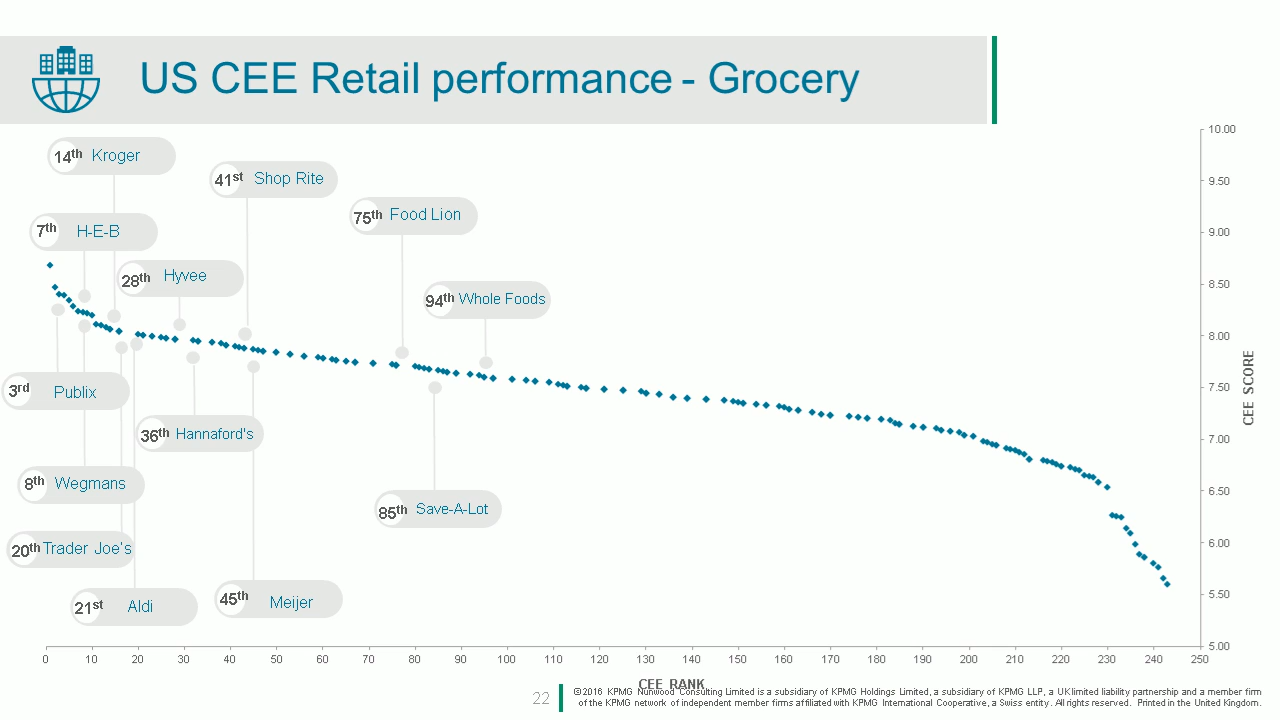 US CEE Retail performance - Grocery
14th Kroger
41st Shop Rite
75th Food Lion
7th H-E-B
28th Hyvee
94th Whole Foods
3rd Publix
36th Hannaford's
8th Wegmans
85th Save-A-Lot
20th Trader Joe's
21st Aldi
45th Meijer
10.00
9.50
9.00
8.50
8.00
7.50
7.00
6.50
6.00
5.50
5.00
CEE SCORE
0 10 20 30 40 50 60 70 80 90 100 110 120 130 140 150 160 170 180 190 200 210 220 230 240 250
CEE RANK
22
©2016 KPMG Nunwood Consulting Limited is a subsidiary of KPMG Holdings Limited, a subsidiary of KPMG LLP, a UK limited liability partnership and a member firm
of the KPMG network of independent member firms affiliated with KPMG International Cooperative, a Swiss entity. All rights reserved. Printed in the United Kingdom.